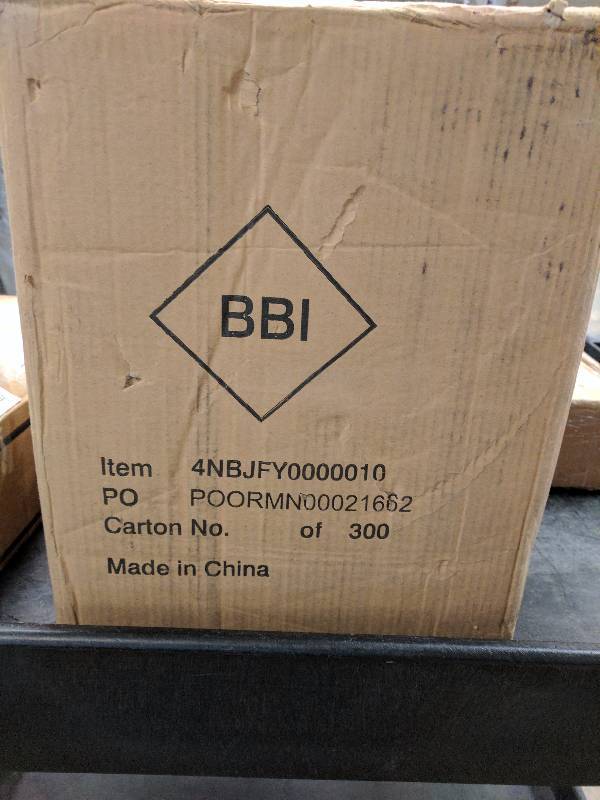 BBI
Item 4NBJFY0000010
PO POORMN00021662
Carton No. of 300
Made in China